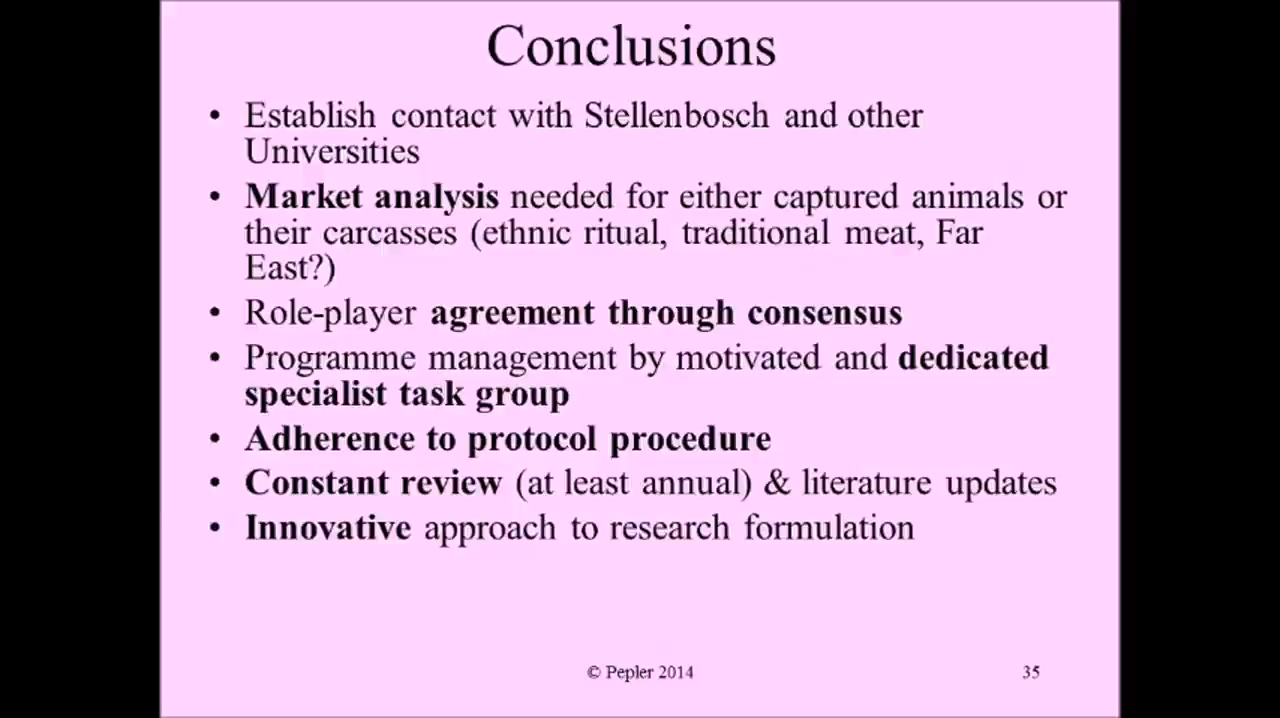 Conclusions
• Establish contact with Stellenbosch and other
Universities
• Market analysis needed for either captured animals or
their carcasses (ethnic ritual, traditional meat, Far
East?)
• Role-player agreement through consensus
• Programme management by motivated and dedicated
specialist task group
• Adherence to protocol procedure
• Constant review (at least annual) & literature updates
• Innovative approach to research formulation
© Pepler 2014
35